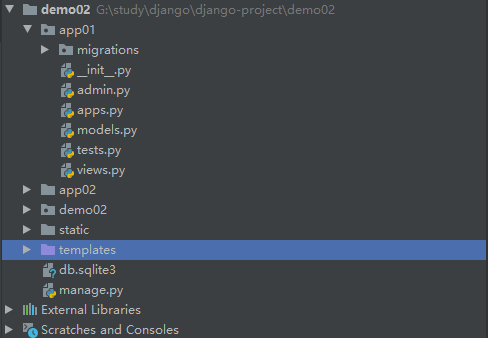 demo02 G:\study\django\django-project\demo02
app01
migrations
__init__.py
admin.py
apps.py
models.py
tests.py
views.py
app02
demo02
static
templates
db.sqlite3
manage.py
External Libraries
Scratches and Consoles